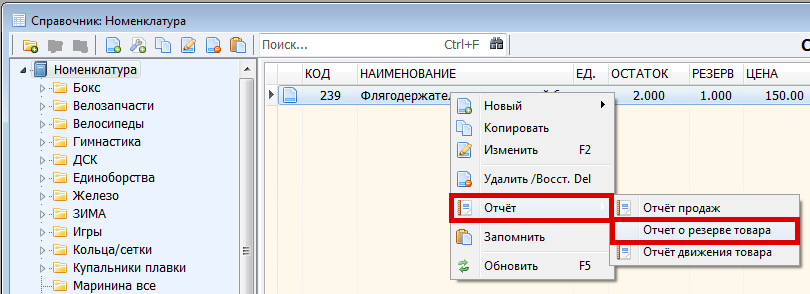 Справочник: Номенклатура
Поиск... Ctrl+F
Номенклатура
Бокс
Велозапчасти
Велосипеды
Гимнастика
ДСК
Единоборства
Железо
ЗИМА
Игры
Кольца/сетки
Купальники плавки
Маринина все
КОД НАИМЕНОВАНИЕ ЕД. ОСТАТОК РЕЗЕРВ ЦЕНА
239 2.000 1.000 150.00
Новый
Копировать
Изменить F2
Удалить /Восст. Del
Отчёт
Запомнить
Обновить F5
Отчёт продаж
Отчет о резерве товара
Отчёт движения товара